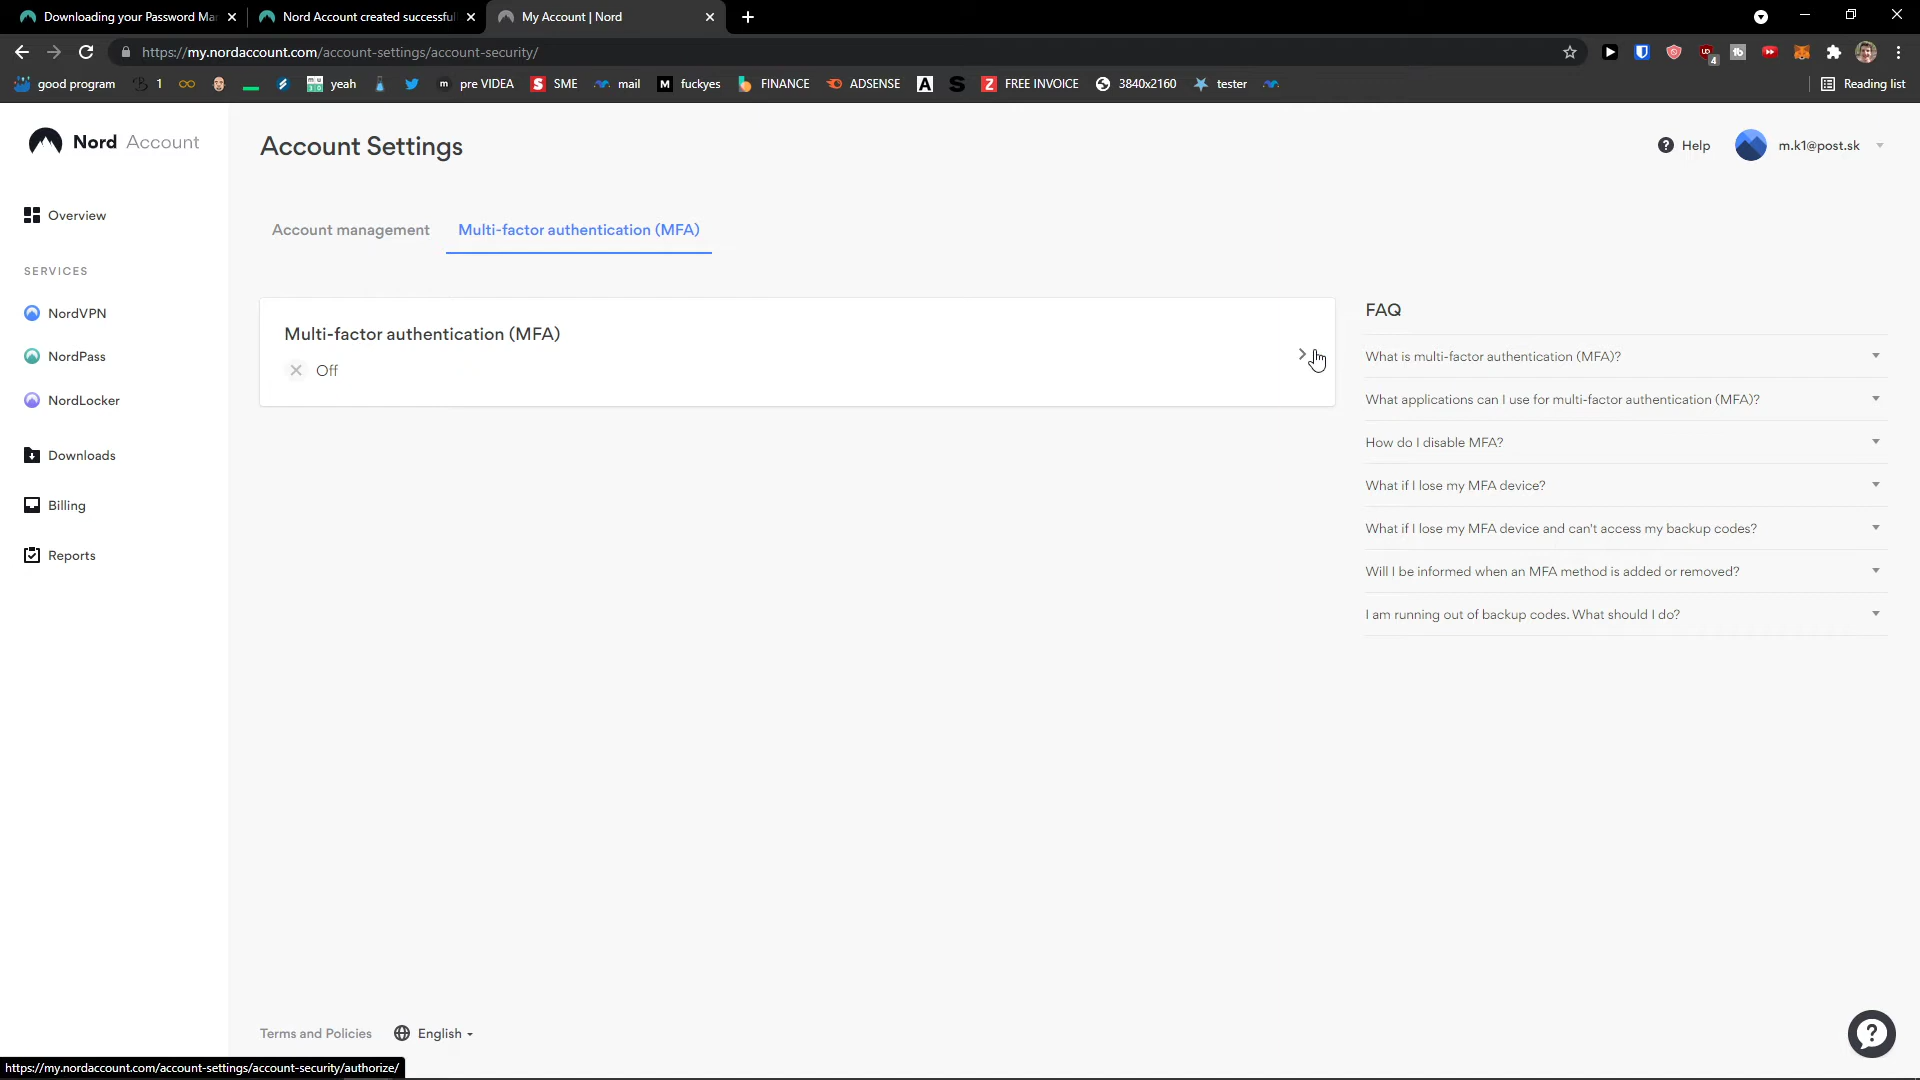 Downloading your Password Mar
Nord Account created successful
My Account | Nord
https://my.nordaccount.com/account-settings/account-security/
good program
1
yeah
m
pre VIDEA
S
SME
mail
M
fuckyes
FINANCE
ADSENSE
A
S
Z
FREE INVOICE
3840x2160
tester
4
Reading list
Nord Account
Account Settings
Help
m.k1@post.sk
Overview
Account management
Multi-factor authentication (MFA)
SERVICES
NordVPN
NordPass
NordLocker
Downloads
Billing
Reports
Multi-factor authentication (MFA)
Off
FAQ
What is multi-factor authentication (MFA)?
What applications can I use for multi-factor authentication (MFA)?
How do I disable MFA?
What if I lose my MFA device?
What if I lose my MFA device and can't access my backup codes?
Will I be informed when an MFA method is added or removed?
I am running out of backup codes. What should I do?
Terms and Policies
English
https://my.nordaccount.com/account-settings/account-security/authorize/